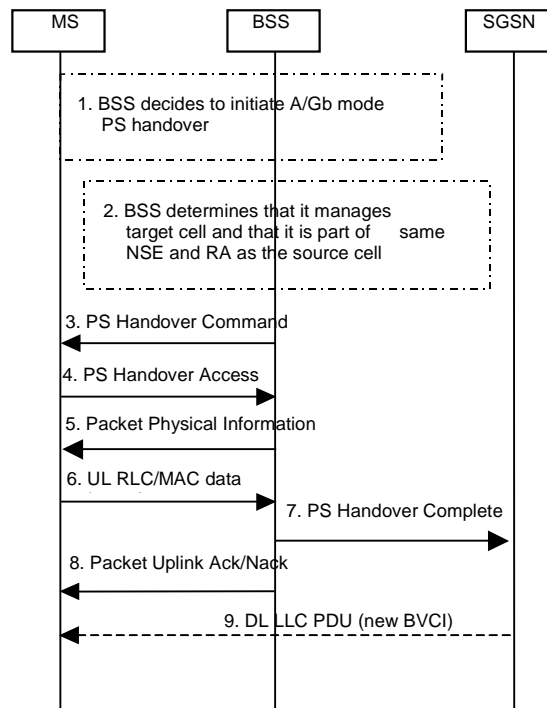 MS
BSS
SGSN
1. BSS decides to initiate A/Gb mode
PS handover
2. BSS determines that it manages
target cell and that it is part of same
NSE and RA as the source cell
3. PS Handover Command
4. PS Handover Access
5. Packet Physical Information
6. UL RLC/MAC data
7. PS Handover Complete
8. Packet Uplink Ack/Nack
9. DL LLC PDU (new BVCI)